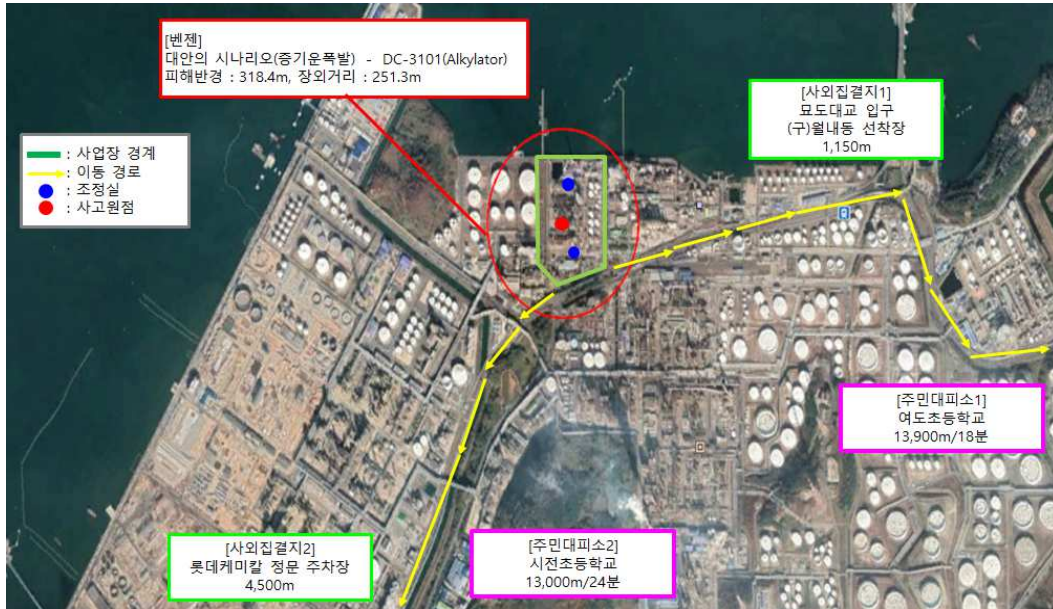 [벤젠]
대안의 시나리오(증기운폭발) - DC-3101(Alkylator)
피해반경 : 318.4m, 장외거리 : 251.3m
[사외집결지1]
묘도대교 입구
(구)월내동 선착장
1,150m
: 사업장 경계
: 이동 경로
: 조정실
: 사고원점
[주민대피소1]
여도초등학교
13,900m/18분
[사외집결지2]
롯데케미칼 정문 주차장
4,500m
[주민대피소2]
시전초등학교
13,000m/24분